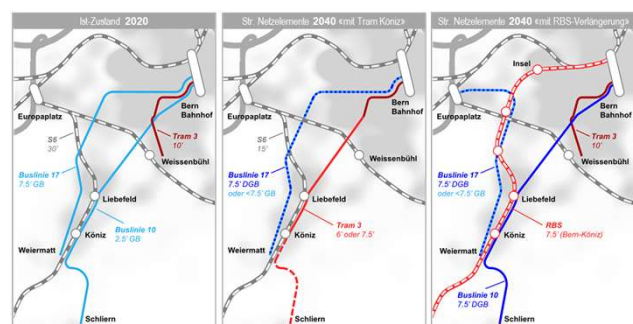 Ist-Zustand 2020
Europaplatz
Bern
Bahnhof
S6
30'
Tram 3
10'
Weissenbühl
Buslinie 17
7.5' GB
Liebefeld
Buslinie 10
2.5' GB
Köniz
Weiermatt
Schliern
Str. Netzelemente 2040 «mit Tram Köniz»
Europaplatz
Bern
Bahnhof
S6
15'
Weissenbühl
Buslinie 17
7.5' DGB
oder <7.5' GB
Liebefeld
Tram 3
6' oder 7.5'
Köniz
Weiermatt
Schliern
Str. Netzelemente 2040 «mit RBS-Verlängerung»
Insel
Europaplatz
Bern
Bahnhof
Tram 3
10'
Weissenbühl
Buslinie 17
7.5' DGB
oder <7.5' GB
Liebefeld
RBS
7.5' (Bern-Köniz)
Köniz
Weiermatt
Buslinie 10
7.5' DGB
Schliern